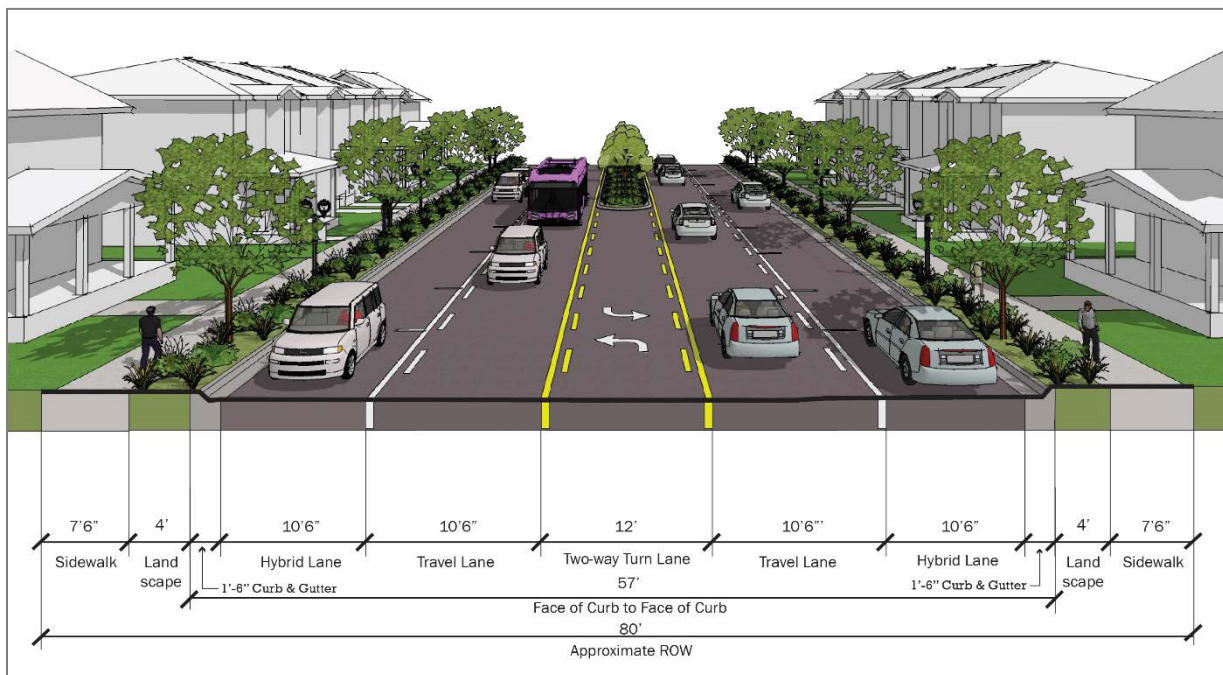 7'6" 4' 10'6" 10'6" 12' 10'6"' 10'6" 4' 7'6"
Sidewalk Land Hybrid Lane Travel Lane Two-way Turn Lane Travel Lane Hybrid Lane Land Sidewalk
scape 1'-6" Curb & Gutter 57' 1'-6" Curb & Gutter scape
Face of Curb to Face of Curb
80'
Approximate ROW